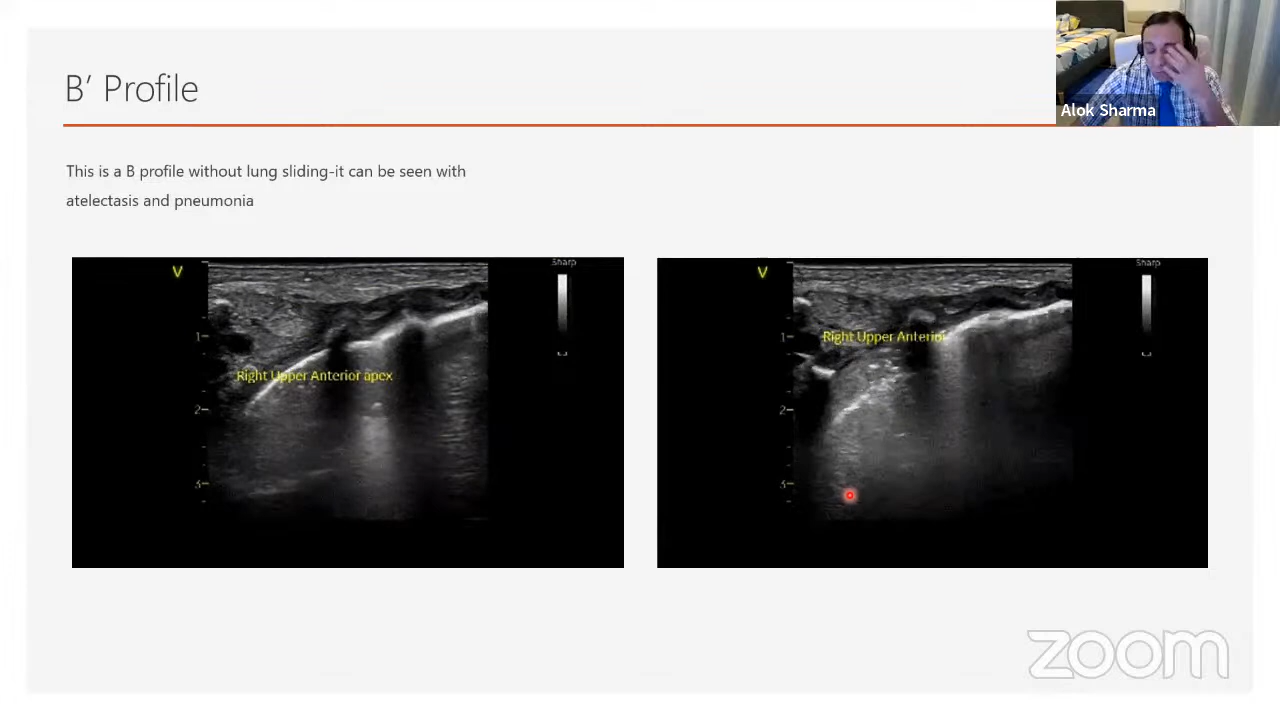 B′ Profile
Alok Sharma
This is a B profile without lung sliding-it can be seen with
atelectasis and pneumonia
V
Sharp
1
Right Upper Anterior apex
2
3
V
Sharp
1
Right Upper Anterior
2
3
zoom